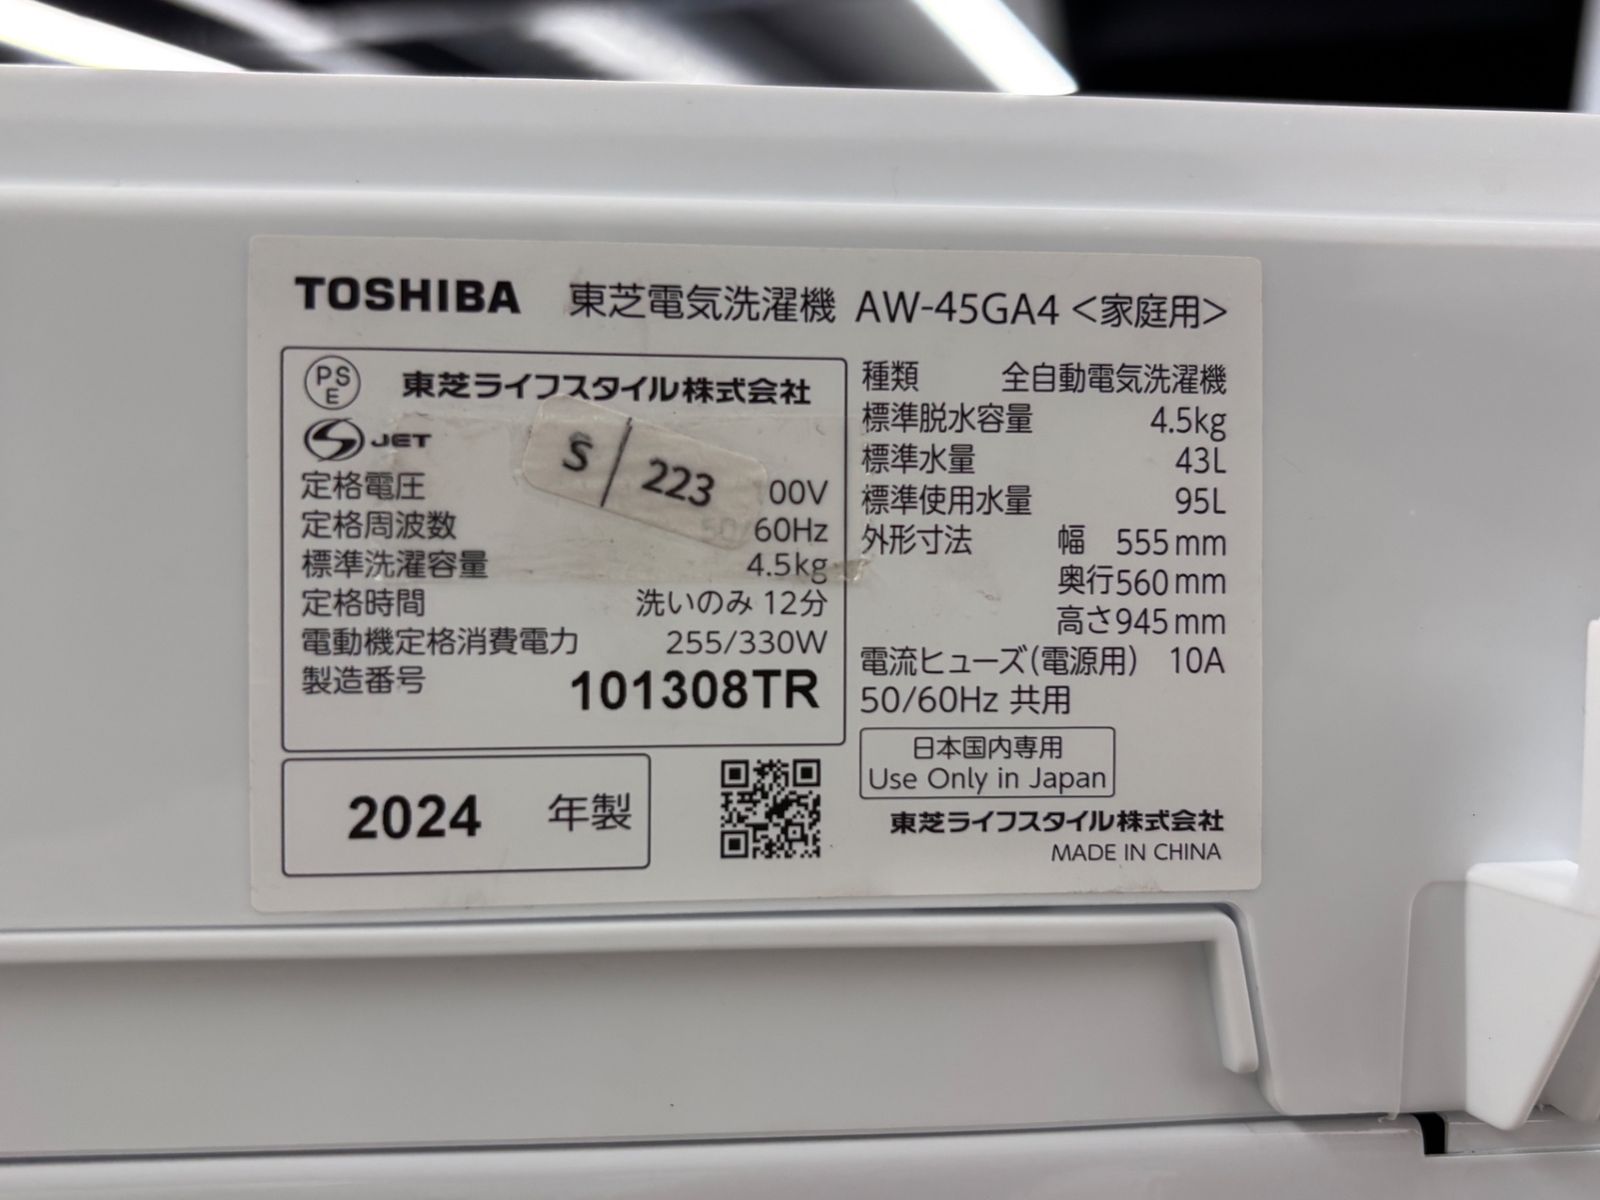 TOSHIBA 東芝電気洗濯機 AW-45GA4 <家庭用>
PSE 東芝ライフスタイル株式会社
S JET
S / 223
定格電圧 00V
定格周波数 50/60Hz
標準洗濯容量 4.5kg
定格時間 洗いのみ 12分
電動機定格消費電力 255/330W
製造番号 101308TR
2024 年製
種類 全自動電気洗濯機
標準脱水容量 4.5kg
標準水量 43L
標準使用水量 95L
外形寸法 幅 555mm
奥行560mm
高さ945mm
電流ヒューズ(電源用) 10A
50/60Hz 共用
日本国内専用
Use Only in Japan
東芝ライフスタイル株式会社
MADE IN CHINA